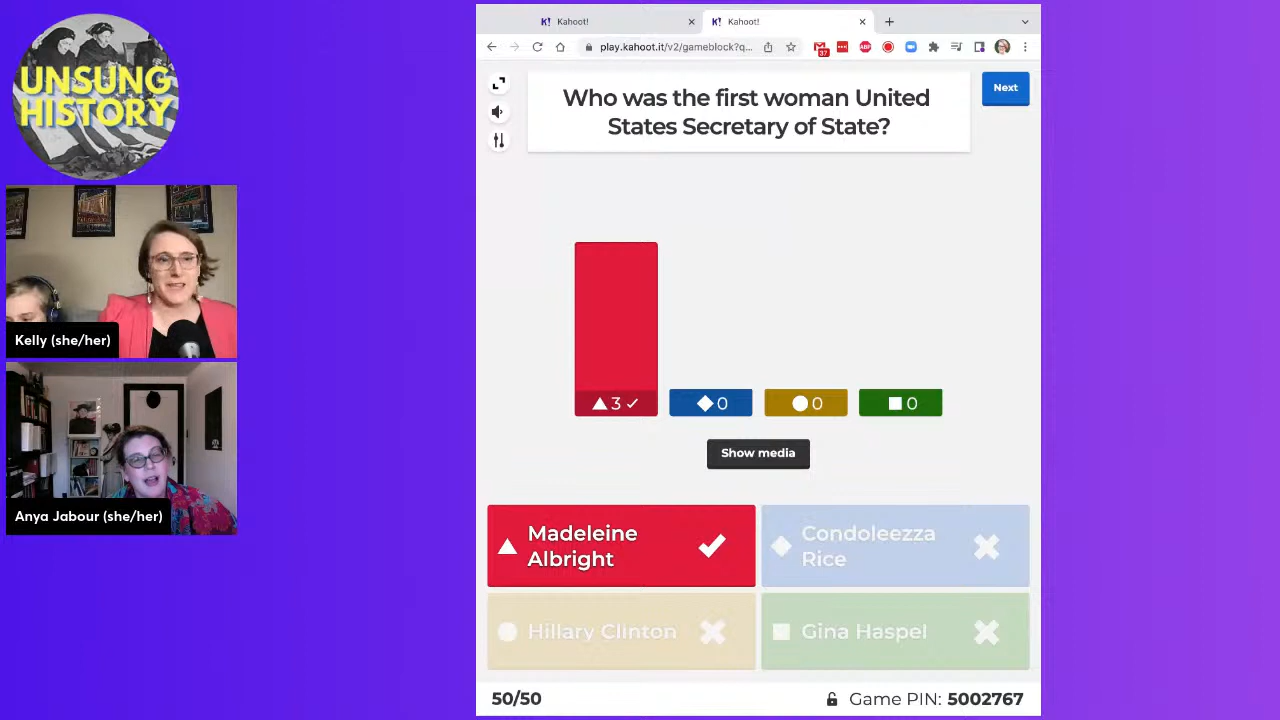 UNSUNG
HISTORY
Kelly (she/her)
Anya Jabour (she/her)
Kahoot!
Kahoot!
play.kahoot.it/v2/gameblock?q...
37
ABP
Who was the first woman United
States Secretary of State?
Next
3
0
0
0
Show media
Madeleine
Albright
Condoleezza
Rice
Hillary Clinton
Gina Haspel
50/50
Game PIN: 5002767